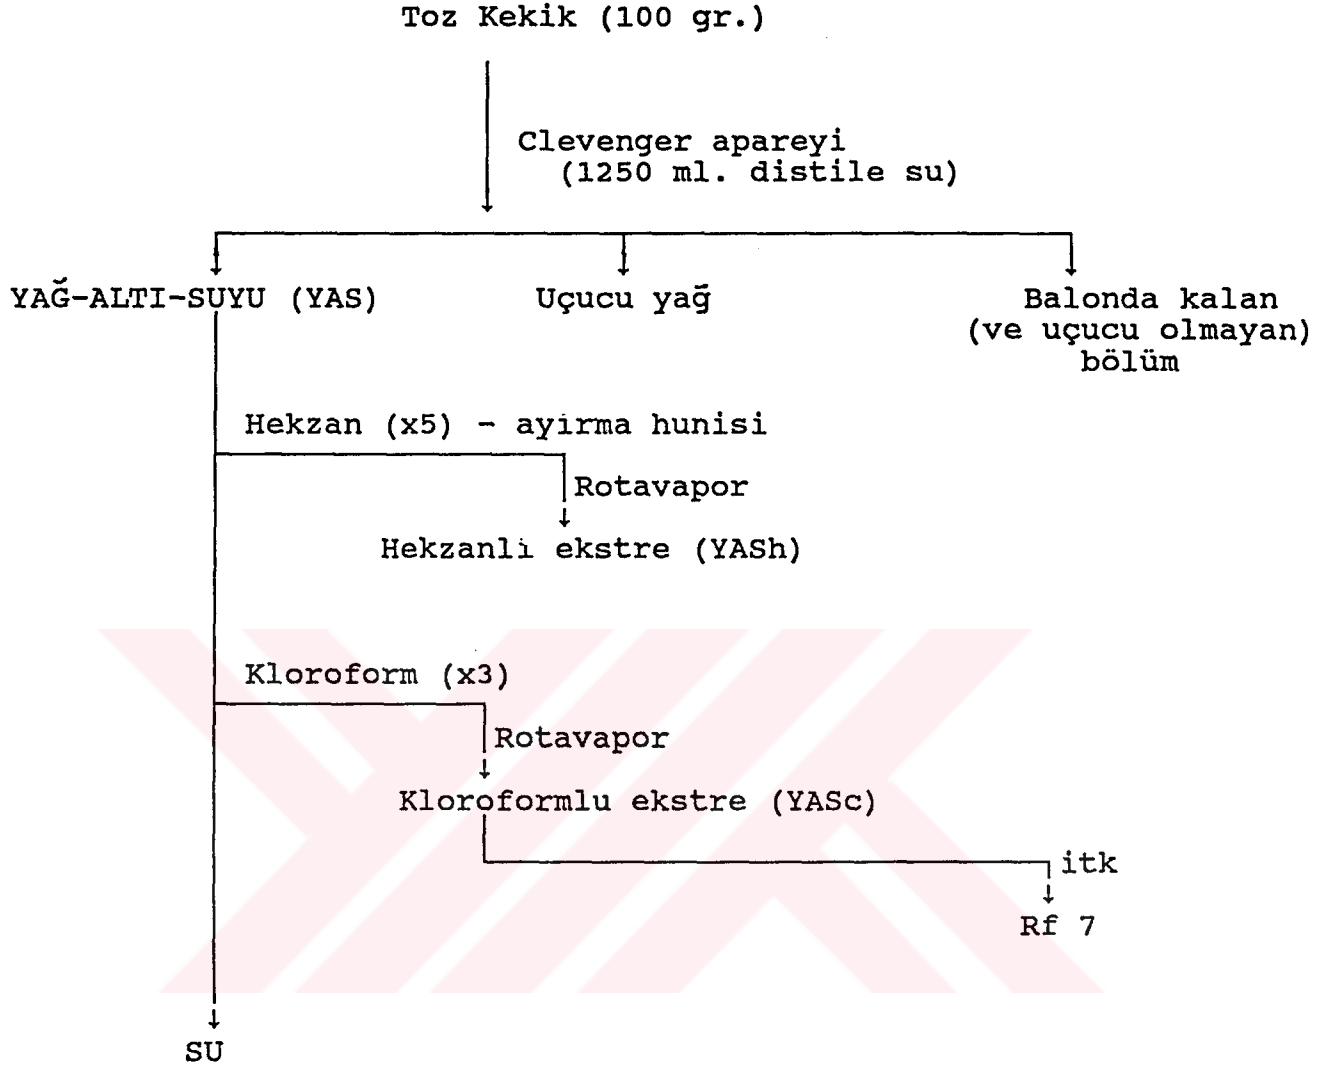 Toz Kekik (100 gr.)
Clevenger apareyi
(1250 ml. distile su)
YAĞ-ALTI-SUYU (YAS)
Uçucu yağ
Balonda kalan
(ve uçucu olmayan)
bölüm
Hekzan (x5) - ayırma hunisi
Rotavapor
Hekzanlı ekstre (YASh)
Kloroform (x3)
Rotavapor
Kloroformlu ekstre (YASc)
itk
Rf 7
SU